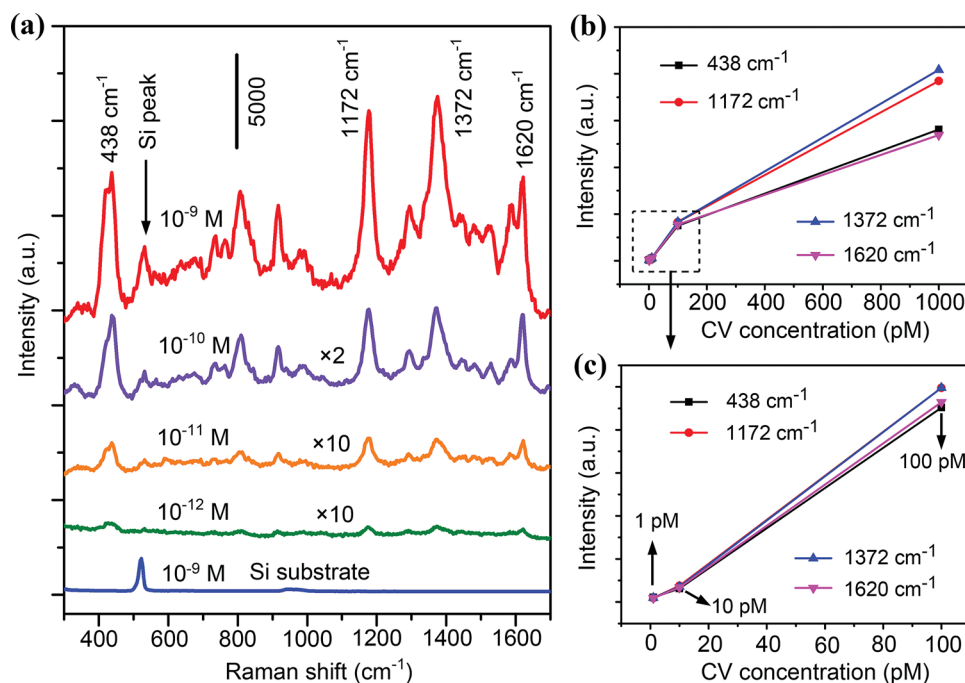 (a)
Intensity (a.u.)
438 cm⁻¹
Si peak
5000
1172 cm⁻¹
1372 cm⁻¹
1620 cm⁻¹
10⁻⁹ M
10⁻¹⁰ M
×2
10⁻¹¹ M
×10
10⁻¹² M
×10
10⁻⁹ M Si substrate
400 600 800 1000 1200 1400 1600
Raman shift (cm⁻¹)
(b)
Intensity (a.u.)
438 cm⁻¹
1172 cm⁻¹
1372 cm⁻¹
1620 cm⁻¹
0 200 400 600 800 1000
CV concentration (pM)
(c)
Intensity (a.u.)
438 cm⁻¹
1172 cm⁻¹
100 pM
1 pM
1372 cm⁻¹
1620 cm⁻¹
10 pM
0 20 40 60 80 100
CV concentration (pM)